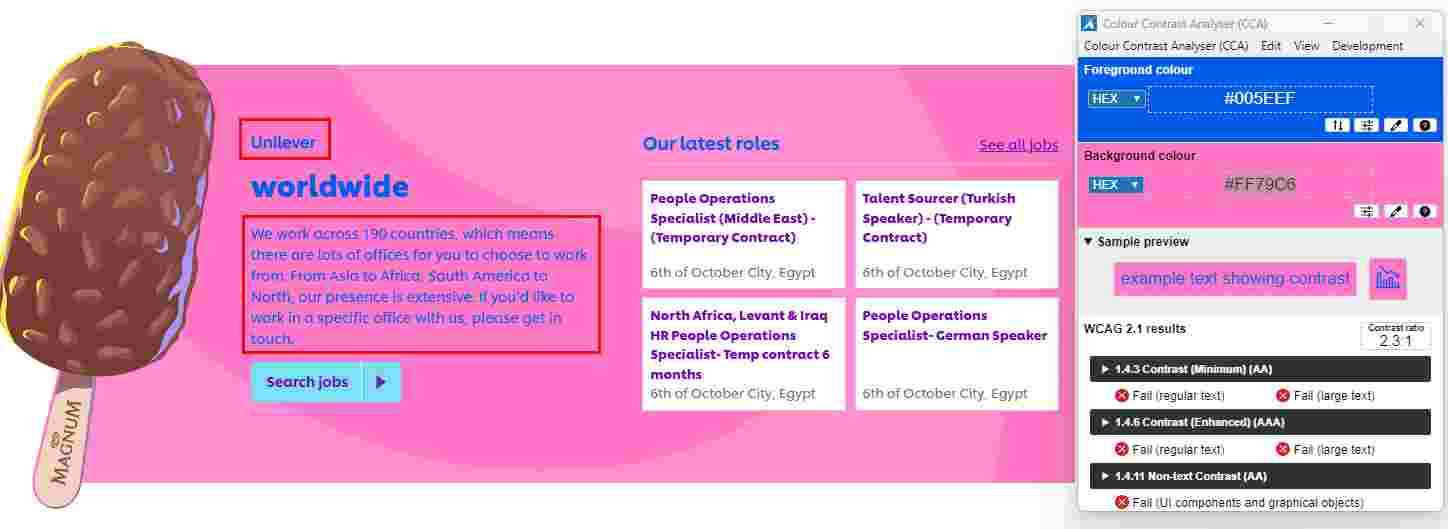 MAGNUM
Unilever
worldwide
We work across 190 countries, which means
there are lots of offices for you to choose to work
from. From Asia to Africa, South America to
North, our presence is extensive. If you'd like to
work in a specific office with us, please get in
touch.
Search jobs
Our latest roles
See all jobs
People Operations
Specialist (Middle East) -
(Temporary Contract)
6th of October City, Egypt
Talent Sourcer (Turkish
Speaker) - (Temporary
Contract)
6th of October City, Egypt
North Africa, Levant & Iraq
HR People Operations
Specialist- Temp contract 6
months
6th of October City, Egypt
People Operations
Specialist- German Speaker
6th of October City, Egypt
Colour Contrast Analyser (CCA)
Colour Contrast Analyser (CCA) Edit View Development
Foreground colour
HEX #005EEF
Background colour
HEX #FF79C6
Sample preview
example text showing contrast
WCAG 2.1 results
Contrast ratio
2.3:1
1.4.3 Contrast (Minimum) (AA)
Fail (regular text) Fail (large text)
1.4.6 Contrast (Enhanced) (AAA)
Fail (regular text) Fail (large text)
1.4.11 Non-text Contrast (AA)
Fail (UI components and graphical objects)